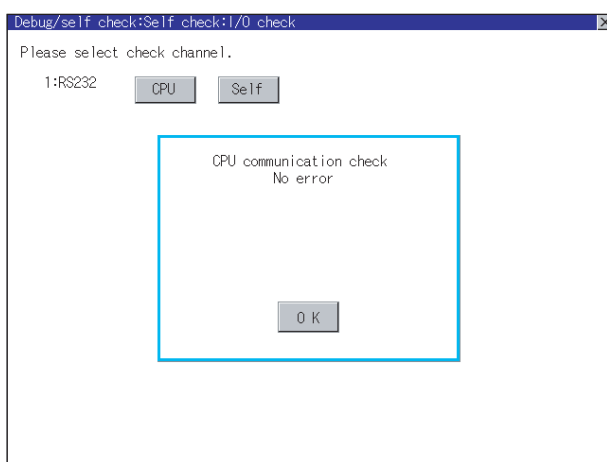 Debug/self check:Self check:I/O check
Please select check channel.
1:RS232 CPU Self
CPU communication check
No error
O K